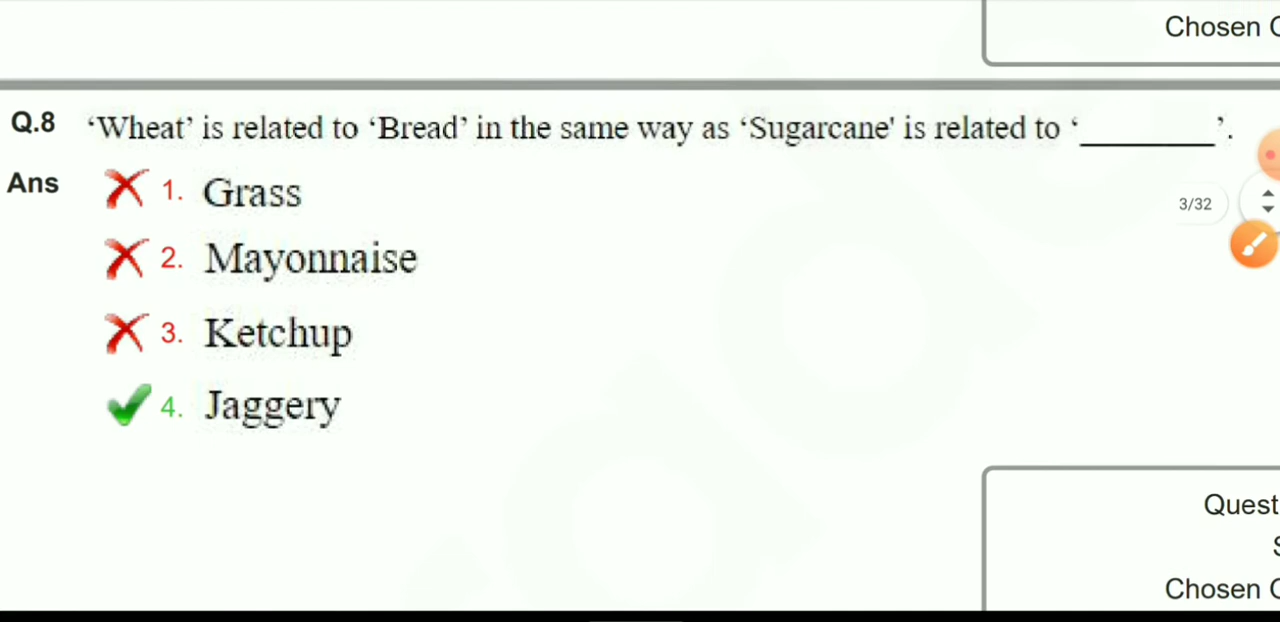 Chosen
Q.8 ‘Wheat’ is related to ‘Bread’ in the same way as ‘Sugarcane' is related to ‘________’.
Ans 1. Grass
3/32
2. Mayonnaise
3. Ketchup
4. Jaggery
Quest
Chosen